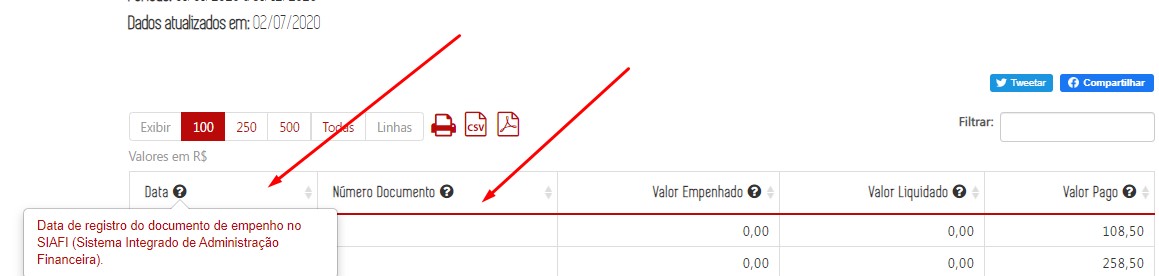 Dados atualizados em: 02/07/2020
Tweetar
Compartilhar
Exibir 100 250 500 Todas Linhas
CSV
Filtrar:
Valores em R$
Data ? Número Documento ? Valor Empenhado ? Valor Liquidado ? Valor Pago ?
Data de registro do documento de empenho no
SIAFI (Sistema Integrado de Administração
Financeira).
0,00 0,00 108,50
0,00 0,00 258,50